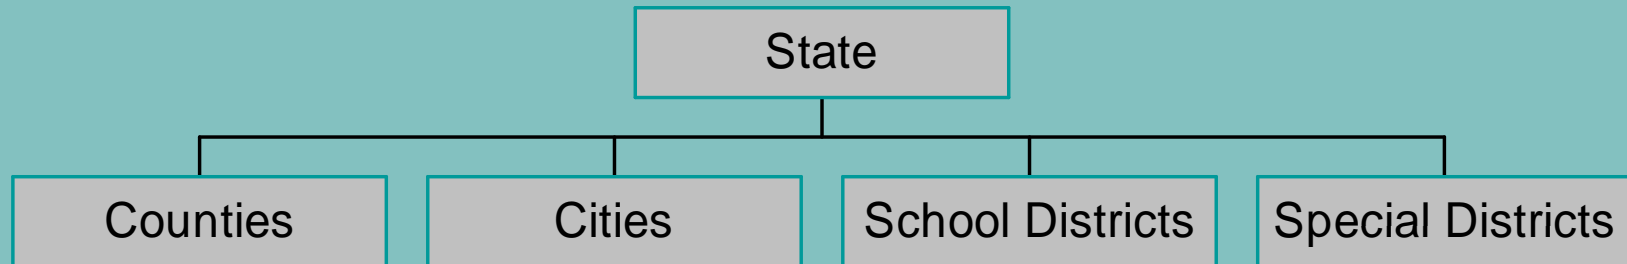 State
Counties
Cities
School Districts
Special Districts